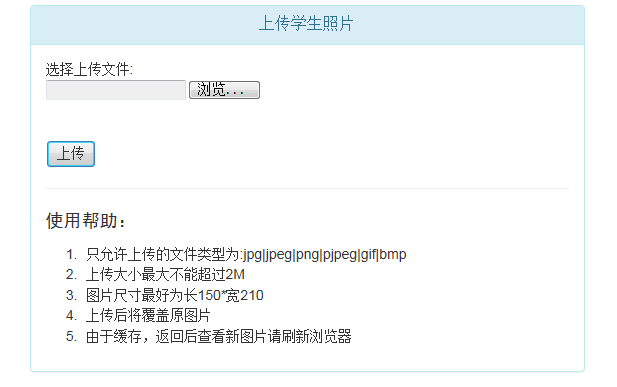 上传学生照片
选择上传文件:
浏览...
上传
使用帮助：
1. 只允许上传的文件类型为:jpg|jpeg|png|pjpeg|gif|bmp
2. 上传大小最大不能超过2M
3. 图片尺寸最好为长150*宽210
4. 上传后将覆盖原图片
5. 由于缓存，返回后查看新图片请刷新浏览器